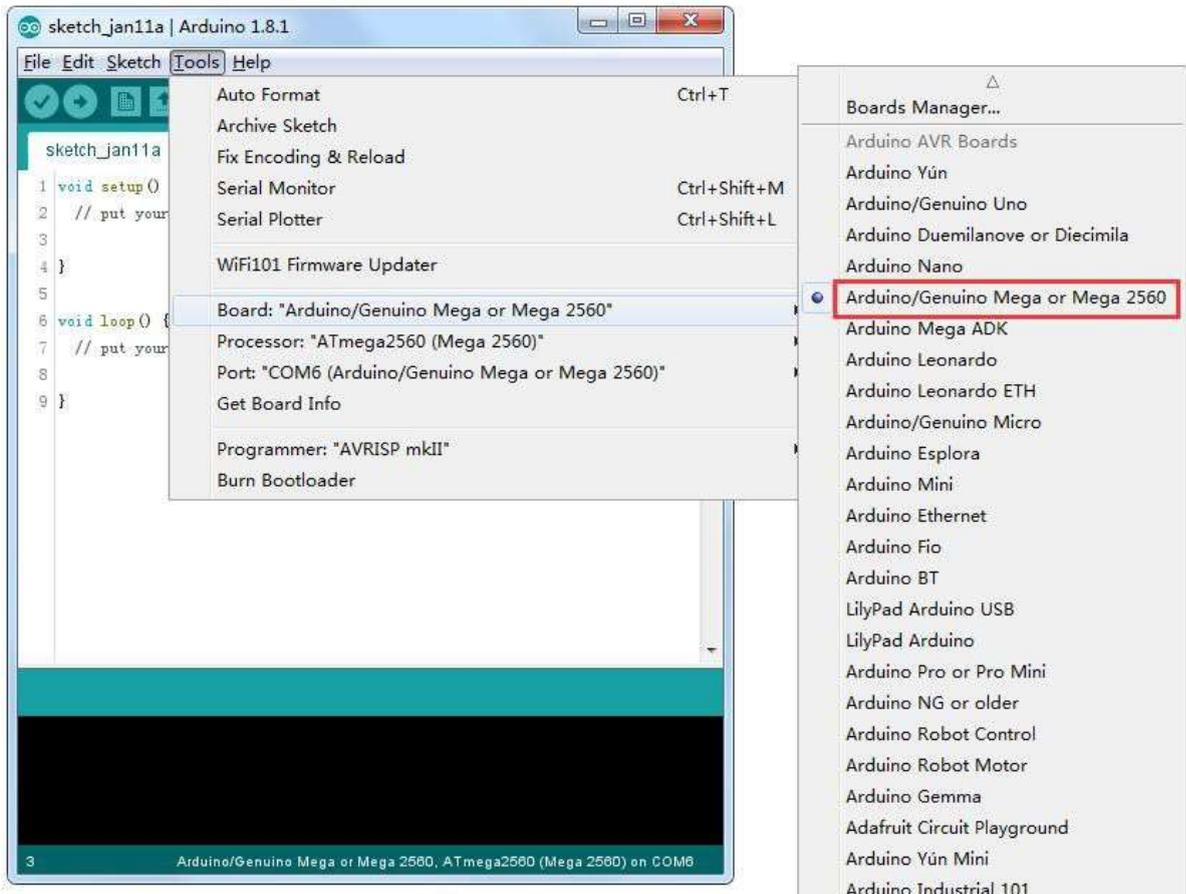 sketch_jan11a | Arduino 1.8.1
File Edit Sketch Tools Help
sketch_jan11a
1 void setup()
2 // put your
3
4 }
5
6 void loop() {
7 // put your
8
9 }
Auto Format Ctrl+T
Archive Sketch
Fix Encoding & Reload
Serial Monitor Ctrl+Shift+M
Serial Plotter Ctrl+Shift+L
WiFi101 Firmware Updater
Board: "Arduino/Genuino Mega or Mega 2560"
Processor: "ATmega2560 (Mega 2560)"
Port: "COM6 (Arduino/Genuino Mega or Mega 2560)"
Get Board Info
Programmer: "AVRISP mkII"
Burn Bootloader
Boards Manager...
Arduino AVR Boards
Arduino Yún
Arduino/Genuino Uno
Arduino Duemilanove or Diecimila
Arduino Nano
Arduino/Genuino Mega or Mega 2560
Arduino Mega ADK
Arduino Leonardo
Arduino Leonardo ETH
Arduino/Genuino Micro
Arduino Esplora
Arduino Mini
Arduino Ethernet
Arduino Fio
Arduino BT
LilyPad Arduino USB
LilyPad Arduino
Arduino Pro or Pro Mini
Arduino NG or older
Arduino Robot Control
Arduino Robot Motor
Arduino Gemma
Adafruit Circuit Playground
Arduino Yún Mini
Arduino Industrial 101
3 Arduino/Genuino Mega or Mega 2560, ATmega2560 (Mega 2560) on COM6